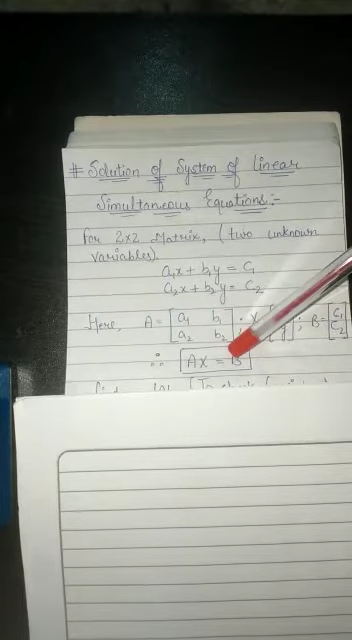 # Solution of System of Linear
Simultaneous Equations:-
For 2x2 Matrix, (two unknown
variables).
a₁x + b₁y = c₁
a₂x + b₂y = c₂
Here, A = [a₁ b₁; a₂ b₂] ; X [y] ; B = [c₁; c₂]
∴ AX = B